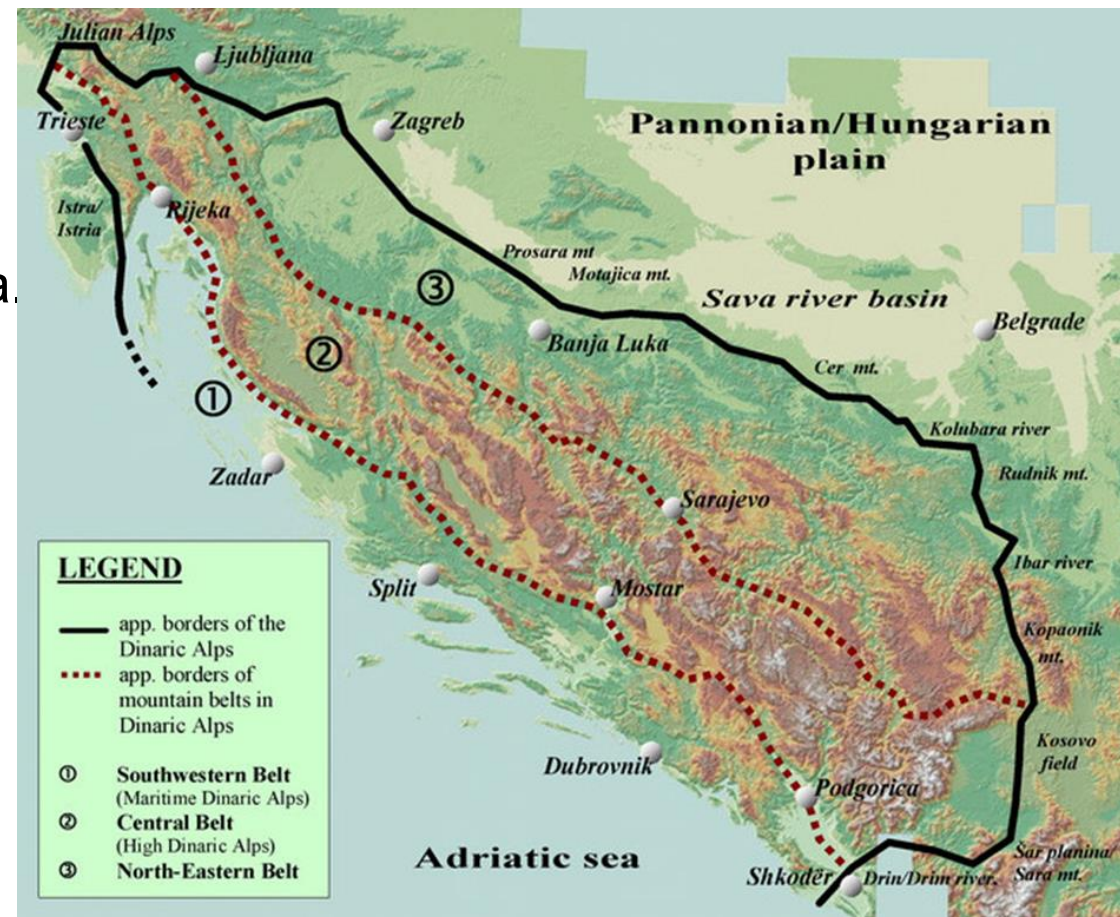 Julian Alps
Ljubljana
Trieste
Zagreb
Pannonian/Hungarian
plain
Istra/
Istria
Rijeka
Prosara mt
Motajica mt.
a.
③
Sava river basin
Belgrade
②
Banja Luka
①
Cer mt.
Kolubara river
Zadar
Rudnik mt.
Sarajevo
Ibar river
Split
Mostar
Kopaonik
mt.
Kosovo
field
Dubrovnik
Podgorica
Adriatic sea
Shkodër
Drin/Drim river.
Šar planina/
Sara mt.
LEGEND
app. borders of the
Dinaric Alps
app. borders of
mountain belts in
Dinaric Alps
① Southwestern Belt
(Maritime Dinaric Alps)
② Central Belt
(High Dinaric Alps)
③ North-Eastern Belt